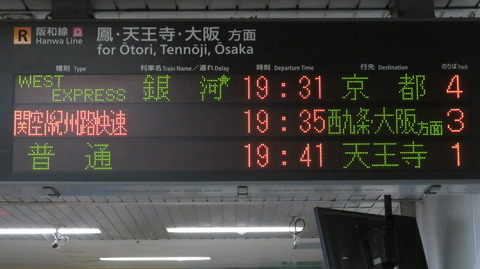 R 阪和線 鳳・天王寺・大阪 方面
Hanwa Line for Ōtori, Tennōji, Ōsaka
種別 Type 列車名 Train Name／遅れ Delay 時刻 Departure Time 行先 Destination のりば Track
WEST EXPRESS 銀河 19:31 京都 4
関空/紀州路快速 19:35 西九条・大阪方面 3
普通 19:41 天王寺 1